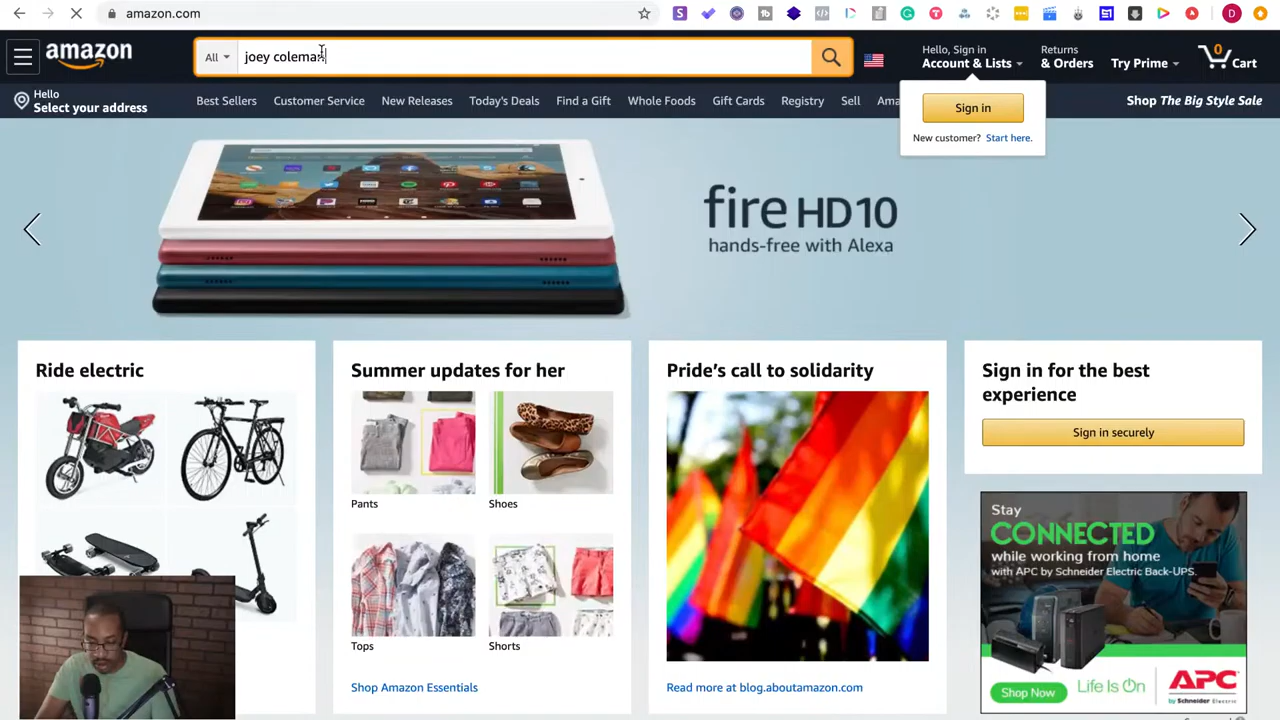 amazon.com
amazon
All
joey coleman
Hello, Sign in
Account & Lists
Returns
& Orders
Try Prime
0
Cart
Hello
Select your address
Best Sellers
Customer Service
New Releases
Today's Deals
Find a Gift
Whole Foods
Gift Cards
Registry
Sell
Ama
Shop The Big Style Sale
Sign in
New customer? Start here.
fire HD10
hands-free with Alexa
Ride electric
Summer updates for her
Pants
Shoes
Tops
Shorts
Shop Amazon Essentials
Pride's call to solidarity
Read more at blog.aboutamazon.com
Sign in for the best
experience
Sign in securely
Stay
CONNECTED
while working from home
with APC by Schneider Electric Back-UPS.
Shop Now
Life Is On
APC
by Schneider Electric